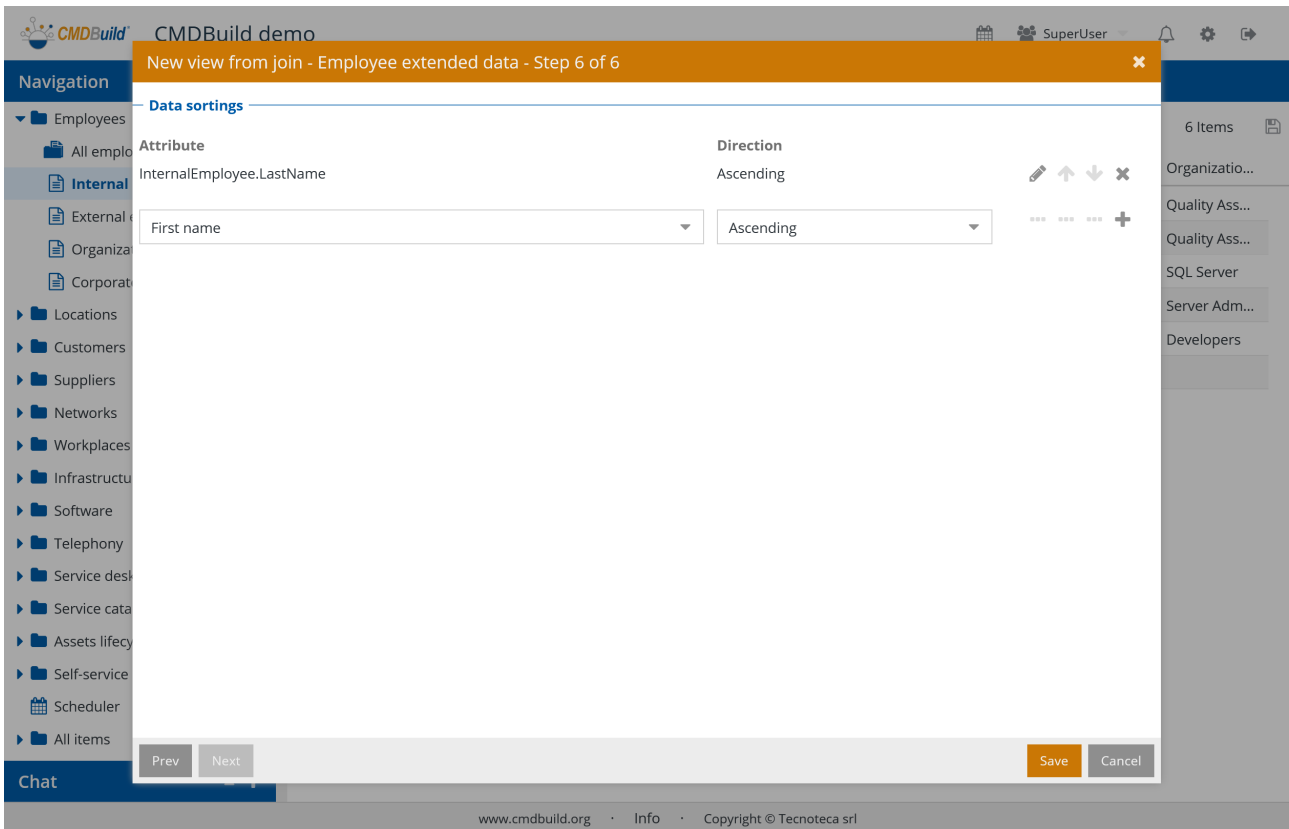 CMDBuild CMDBuild demo SuperUser
New view from join - Employee extended data - Step 6 of 6
Navigation
Data sortings
Employees
6 Items
All emplo
Attribute Direction
InternalEmployee.LastName Ascending
Organizatio...
Internal
Quality Ass...
External e
First name Ascending
Quality Ass...
Organizat
SQL Server
Corporate
Server Adm...
Locations
Developers
Customers
Suppliers
Networks
Workplaces
Infrastructu
Software
Telephony
Service desk
Service cata
Assets lifecy
Self-service
Scheduler
All items
Prev Next Save Cancel
Chat
www.cmdbuild.org · Info · Copyright © Tecnoteca srl